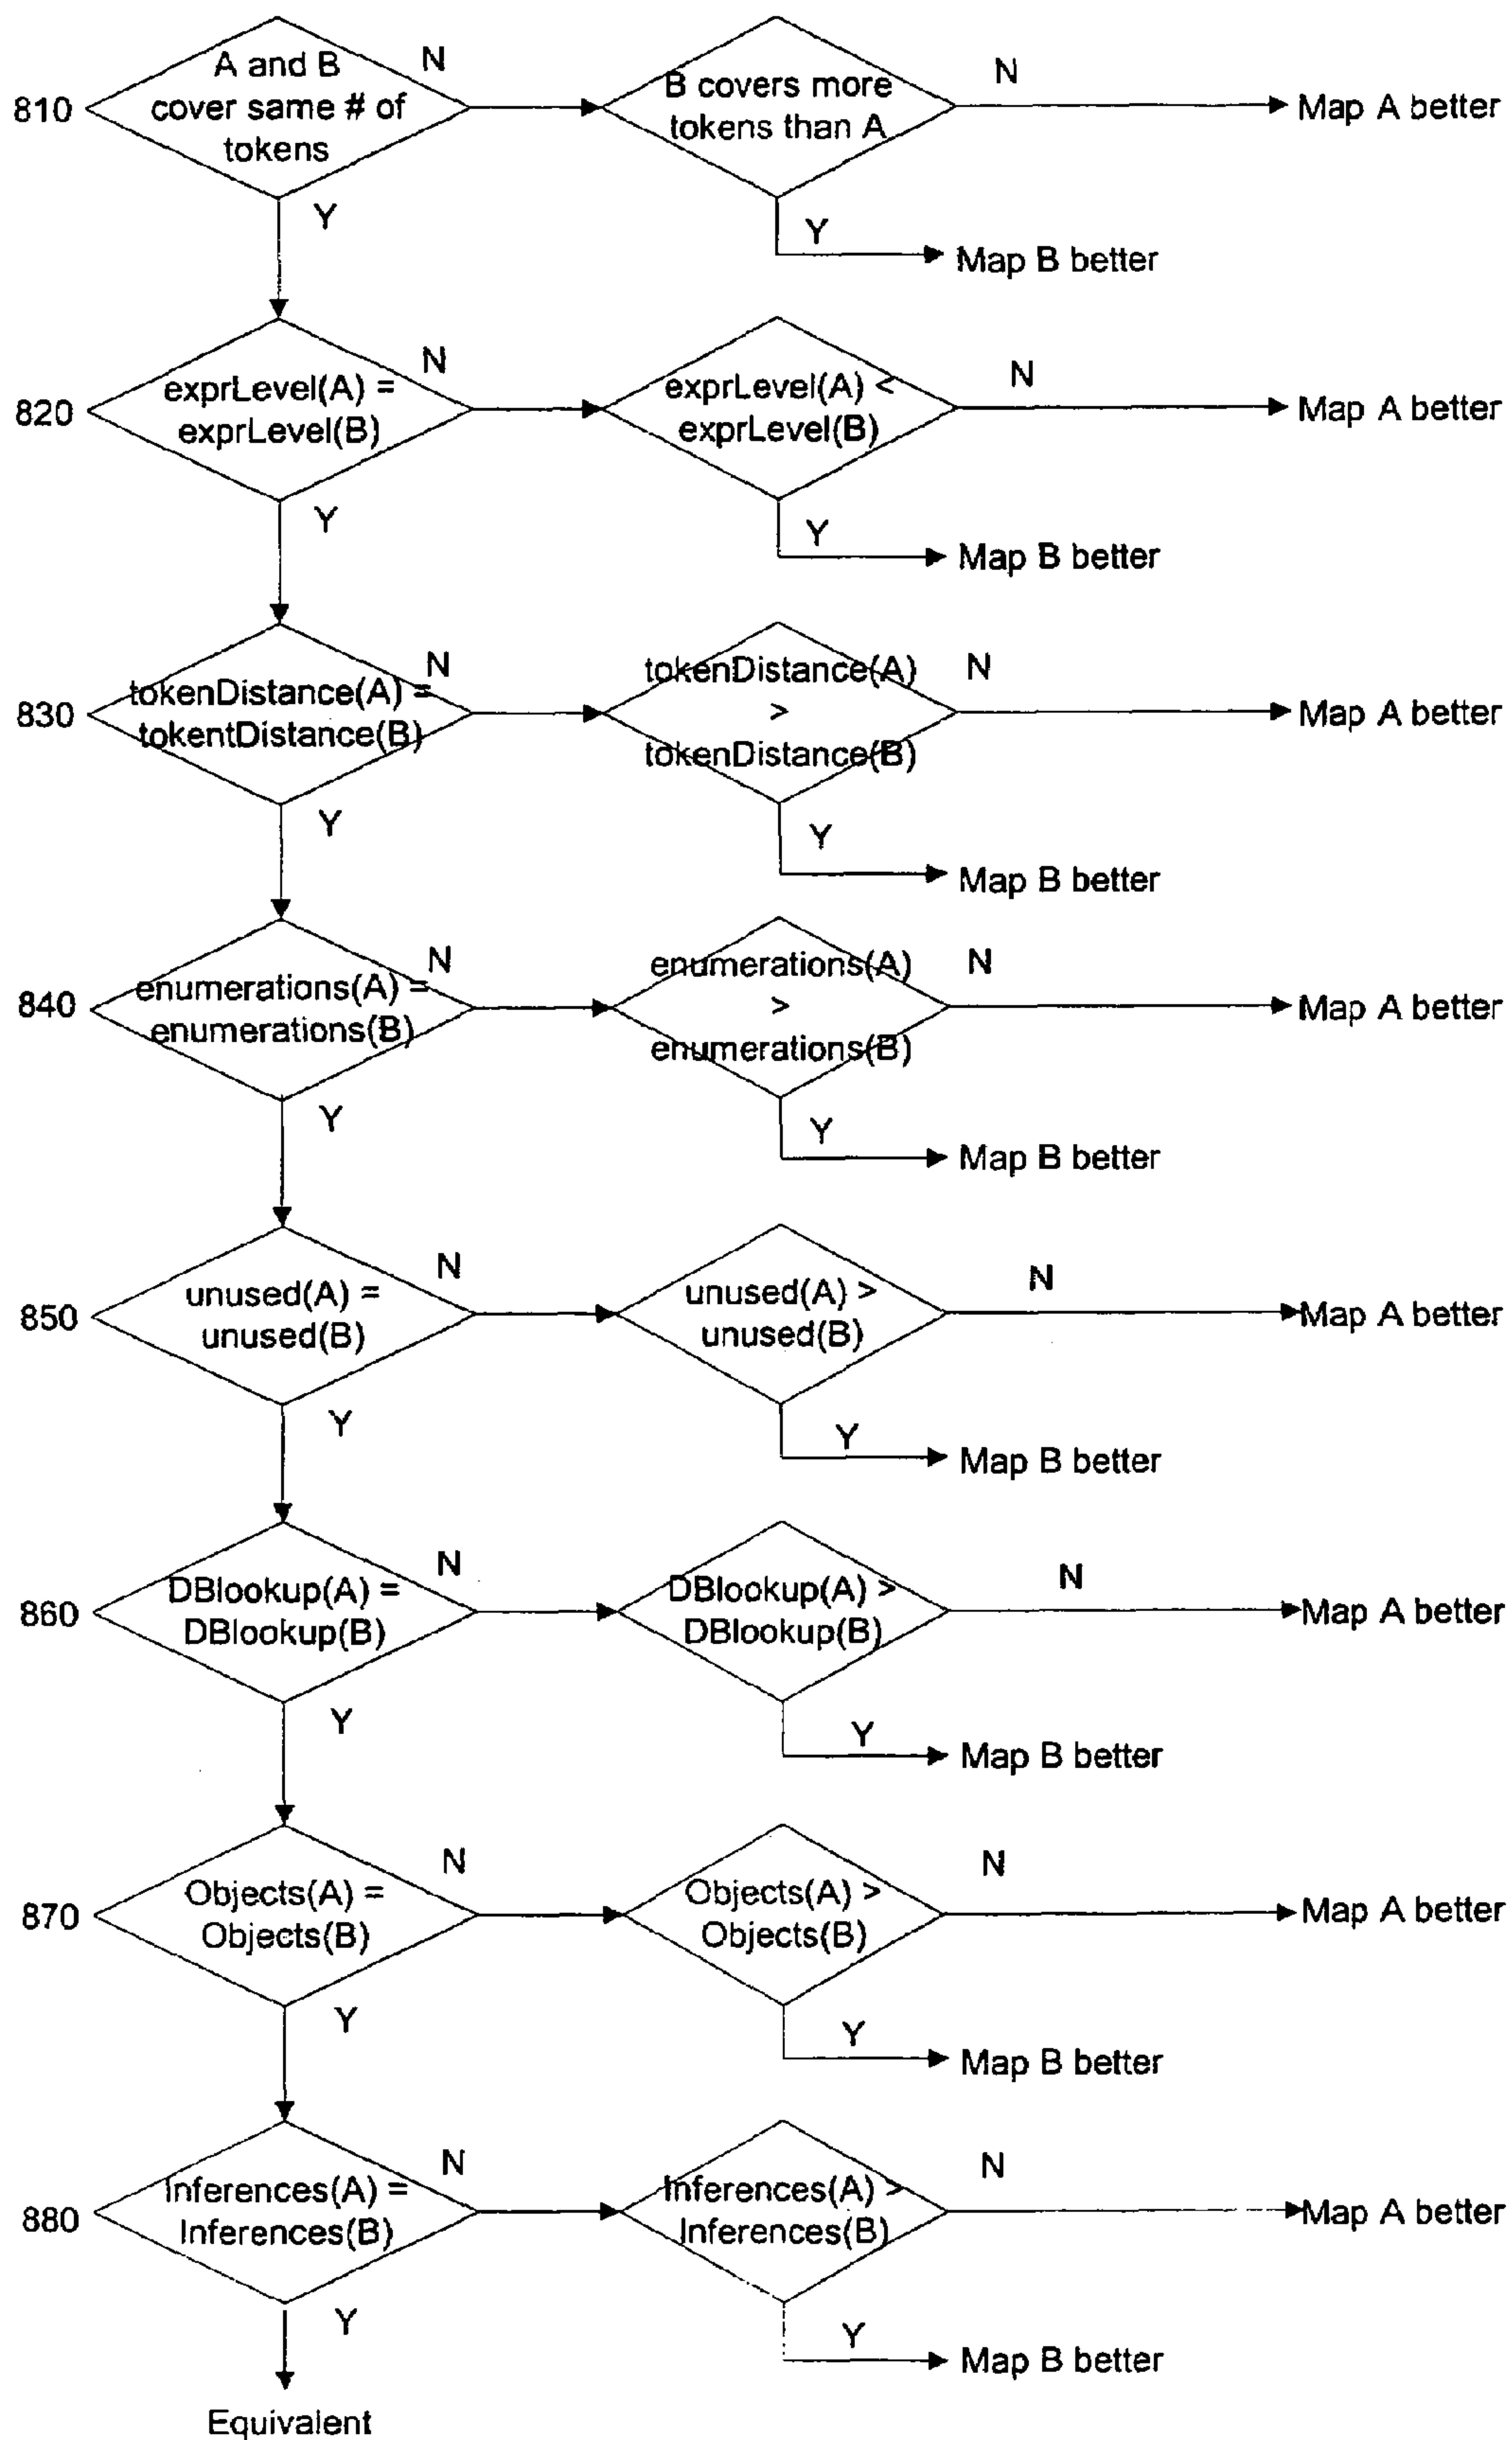 A and B
cover same # of
tokens
N
B covers more
tokens than A
N
Map A better
810
Y
Y
Map B better
exprLevel(A) =
exprLevel(B)
N
exprLevel(A) <
exprLevel(B)
N
Map A better
820
Y
Y
Map B better
tokenDistance(A) =
tokentDistance(B)
N
tokenDistance(A)
>
tokenDistance(B)
N
Map A better
830
Y
Y
Map B better
enumerations(A) =
enumerations(B)
N
enumerations(A)
>
enumerations(B)
N
Map A better
840
Y
Y
Map B better
unused(A) =
unused(B)
N
unused(A) >
unused(B)
N
Map A better
850
Y
Y
Map B better
DBlookup(A) =
DBlookup(B)
N
DBlookup(A) >
DBlookup(B)
N
Map A better
860
Y
Y
Map B better
Objects(A) =
Objects(B)
N
Objects(A) >
Objects(B)
N
Map A better
870
Y
Y
Map B better
Inferences(A) =
Inferences(B)
N
Inferences(A) >
Inferences(B)
N
Map A better
880
Y
Y
Map B better
Equivalent